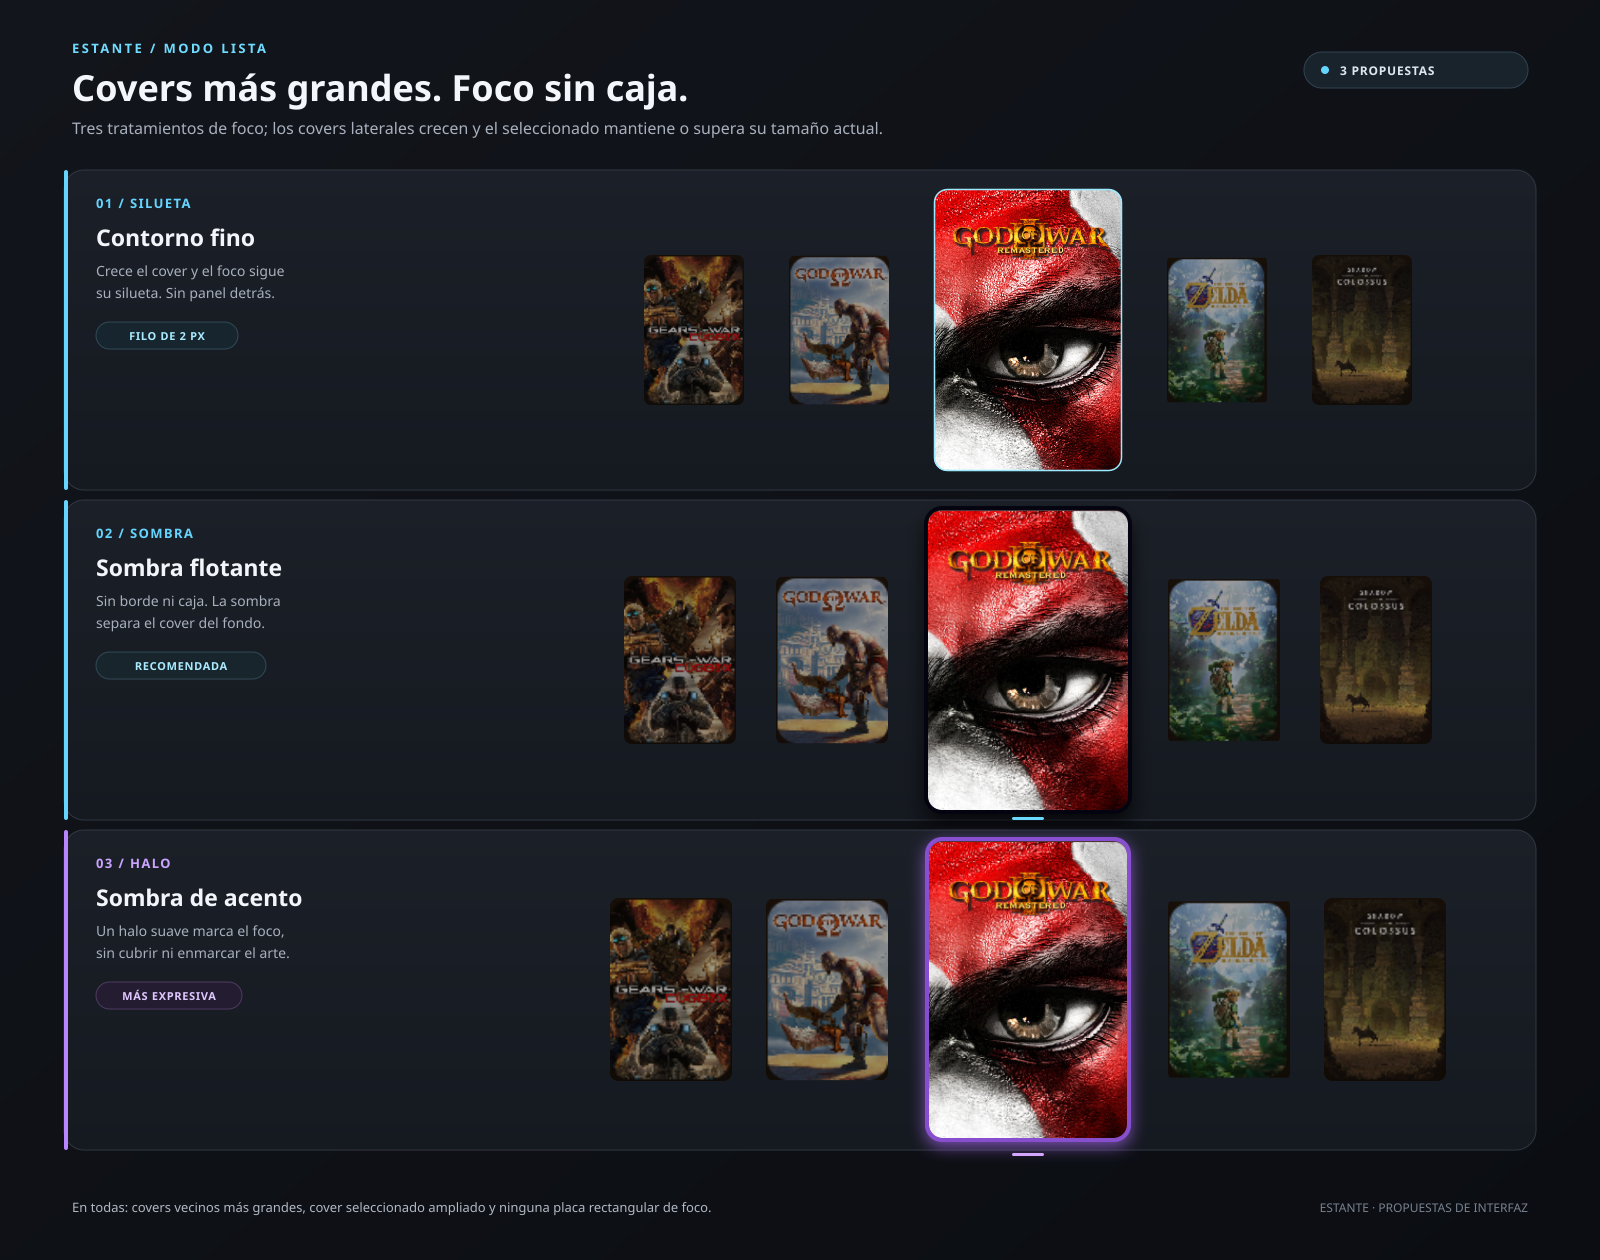 ESTANTE / MODO LISTA
Covers más grandes. Foco sin caja.
Tres tratamientos de foco; los covers laterales crecen y el seleccionado mantiene o supera su tamaño actual.
3 PROPUESTAS
01 / SILUETA
Contorno fino
Crece el cover y el foco sigue
su silueta. Sin panel detrás.
FILO DE 2 PX
GEARS OF WAR
GOD OF WAR
GOD OF WAR III
REMASTERED
ZELDA
SHADOW
COLOSSUS
02 / SOMBRA
Sombra flotante
Sin borde ni caja. La sombra
separa el cover del fondo.
RECOMENDADA
GEARS OF WAR
GOD OF WAR
GOD OF WAR III
REMASTERED
ZELDA
SHADOW
COLOSSUS
03 / HALO
Sombra de acento
Un halo suave marca el foco,
sin cubrir ni enmarcar el arte.
MÁS EXPRESIVA
GEARS OF WAR
GOD OF WAR
GOD OF WAR III
REMASTERED
ZELDA
SHADOW
COLOSSUS
En todas: covers vecinos más grandes, cover seleccionado ampliado y ninguna placa rectangular de foco.
ESTANTE · PROPUESTAS DE INTERFAZ